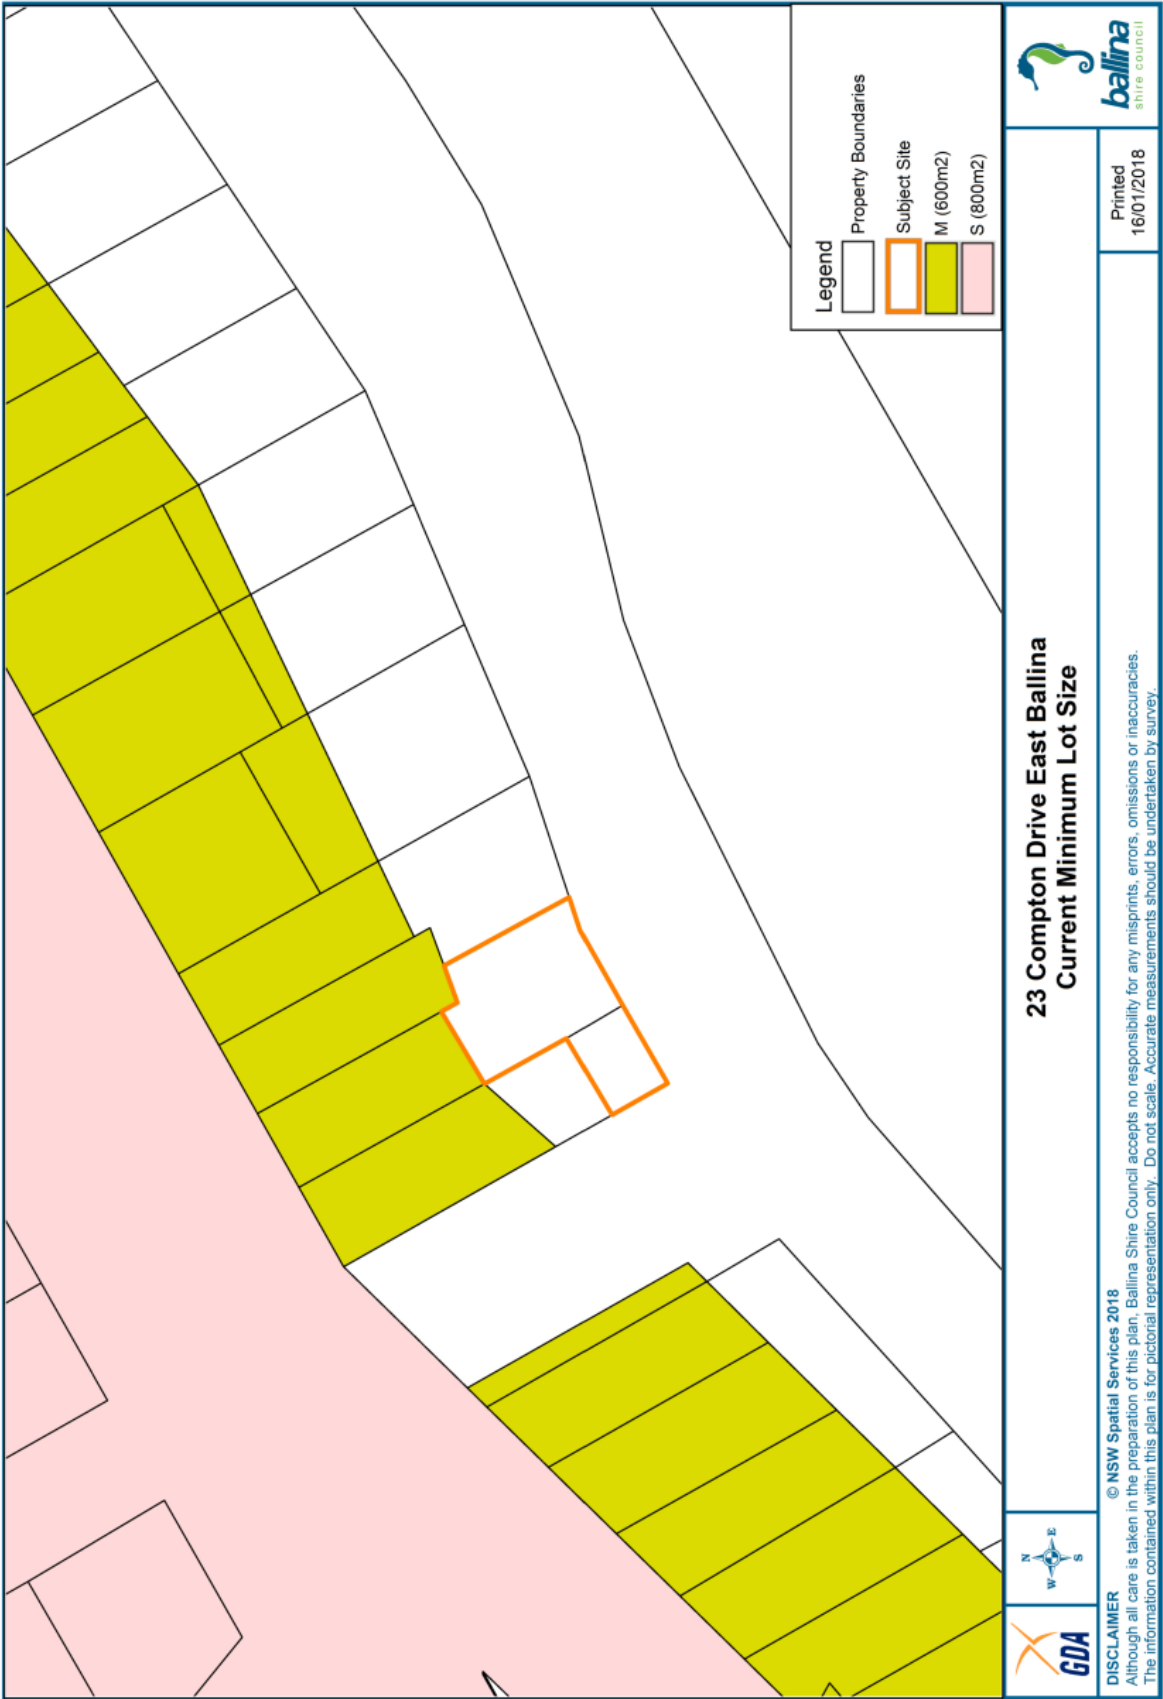 Legend
Property Boundaries
Subject Site
M (600m2)
S (800m2)
GDA
N
W E
S
23 Compton Drive East Ballina
Current Minimum Lot Size
ballina
shire council
DISCLAIMER © NSW Spatial Services 2018
Although all care is taken in the preparation of this plan, Ballina Shire Council accepts no responsibility for any misprints, errors, omissions or inaccuracies.
The information contained within this plan is for pictorial representation only. Do not scale. Accurate measurements should be undertaken by survey.
Printed
16/01/2018